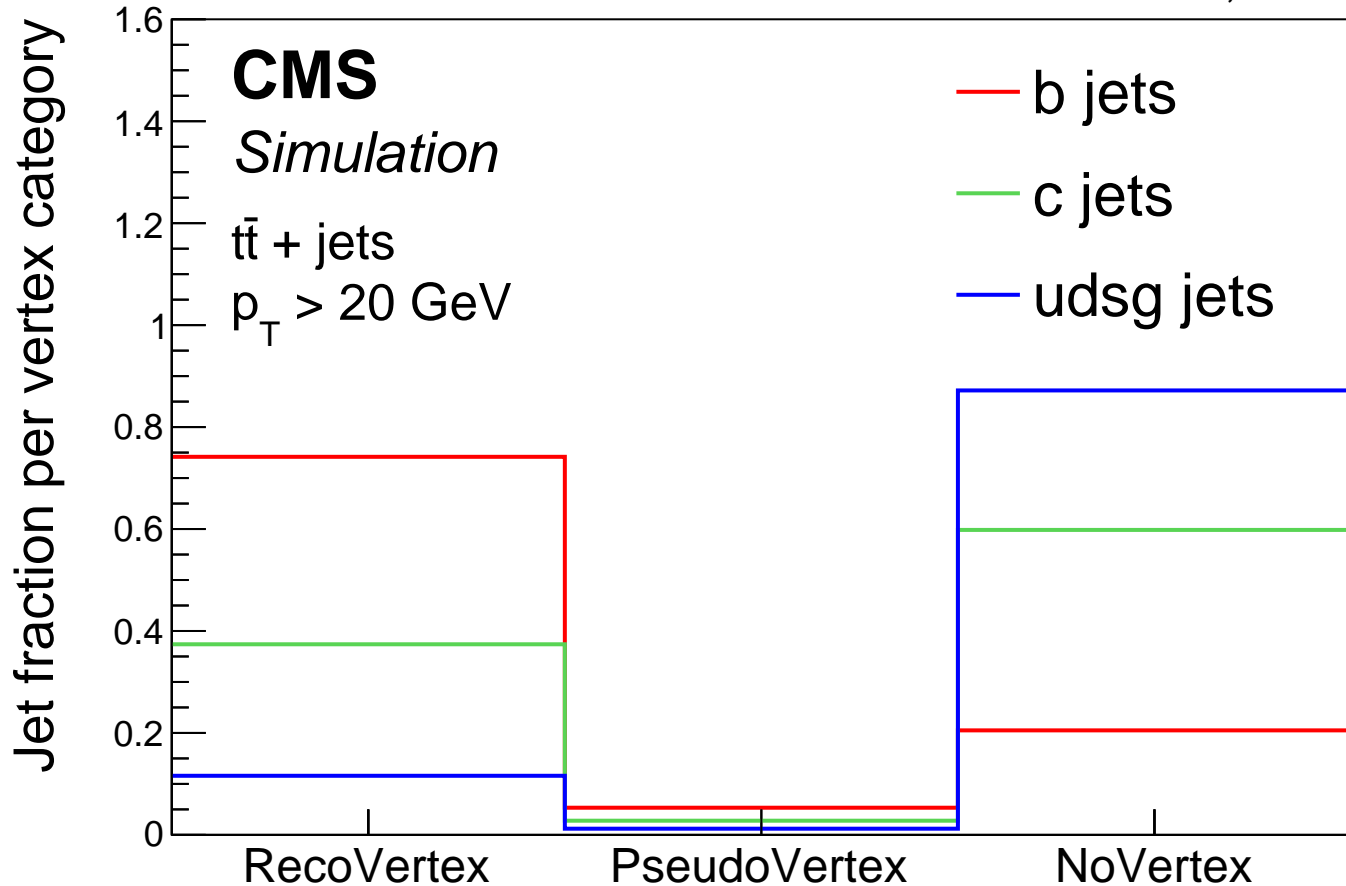 Jet fraction per vertex category
1.6
1.4
1.2
1
0.8
0.6
0.4
0.2
0
CMS
Simulation
tt̄ + jets
pT > 20 GeV
b jets
c jets
udsg jets
RecoVertex PseudoVertex NoVertex